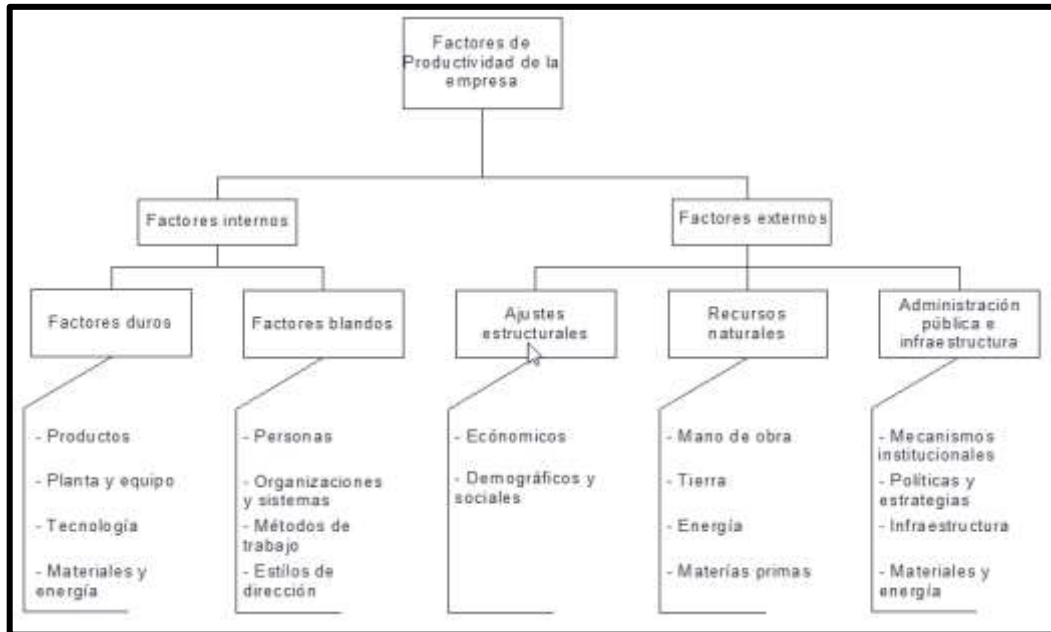 Factores de
Productividad de la
empresa
Factores internos
Factores externos
Factores duros
Factores blandos
Ajustes
estructurales
Recursos
naturales
Administración
pública e
infraestructura
- Productos
- Planta y equipo
- Tecnología
- Materiales y
energía
- Personas
- Organizaciones
y sistemas
- Métodos de
trabajo
- Estílos de
dirección
- Ecónomicos
- Demográficos y
sociales
- Mano de obra
- Tierra
- Energía
- Materías primas
- Mecanismos
institucionales
- Políticas y
estrategias
- Infraestructura
- Materiales y
energía